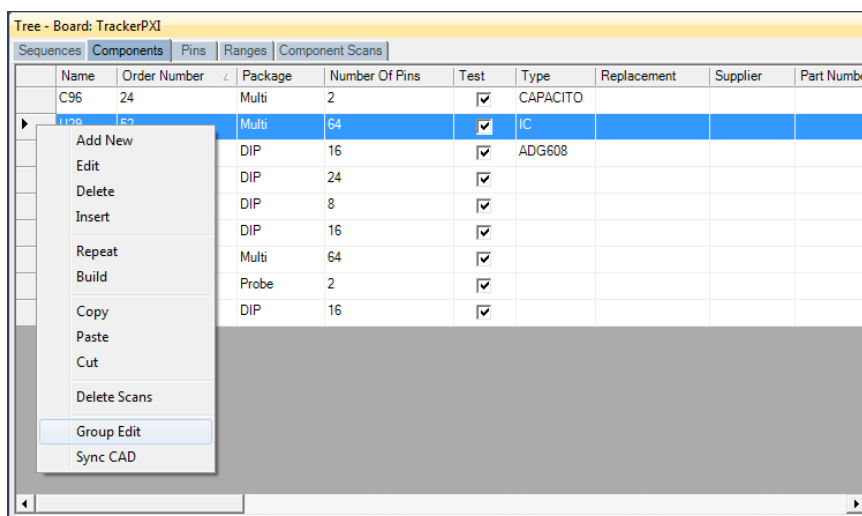 Tree - Board: TrackerPXI
Sequences Components Pins Ranges Component Scans
Name Order Number Package Number Of Pins Test Type Replacement Supplier Part Numbe
C96 24 Multi 2 CAPACITO
Multi 64 IC
Add New
DIP 16 ADG608
Edit
DIP 24
Delete
DIP 8
Insert
DIP 16
Repeat
Multi 64
Build
Probe 2
Copy
DIP 16
Paste
Cut
Delete Scans
Group Edit
Sync CAD